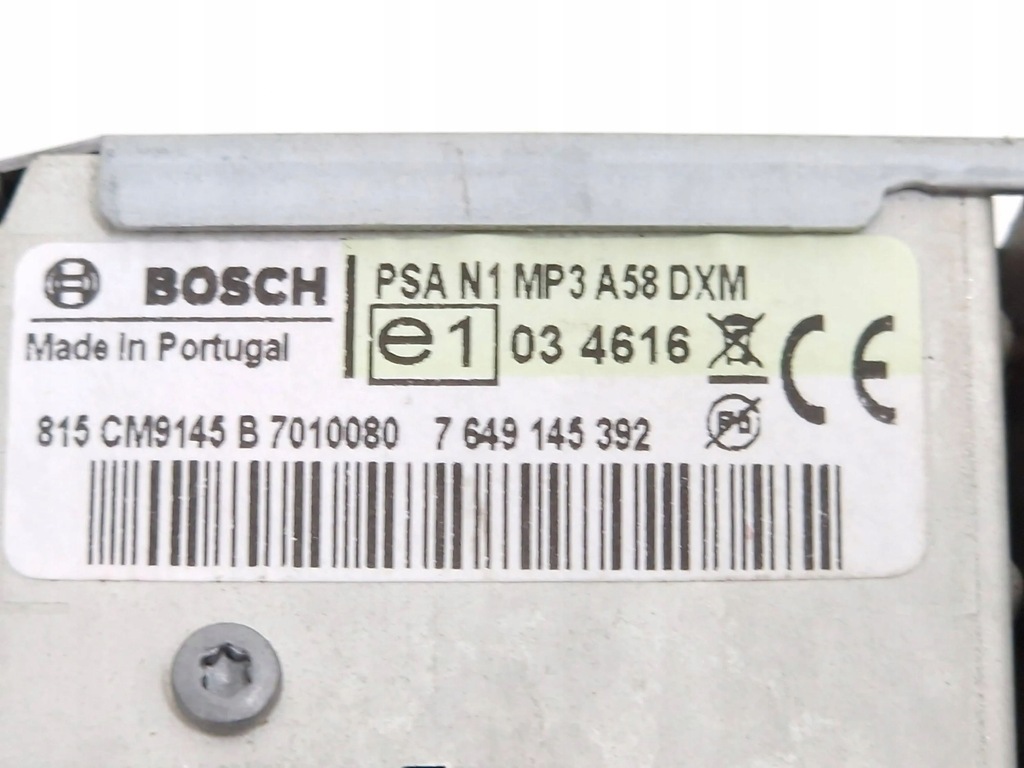 BOSCH
Made in Portugal
PSA N1 MP3 A58 DXM
e1 03 4616 CE
Pb
815 CM9145 B 7010080 7 649 145 392